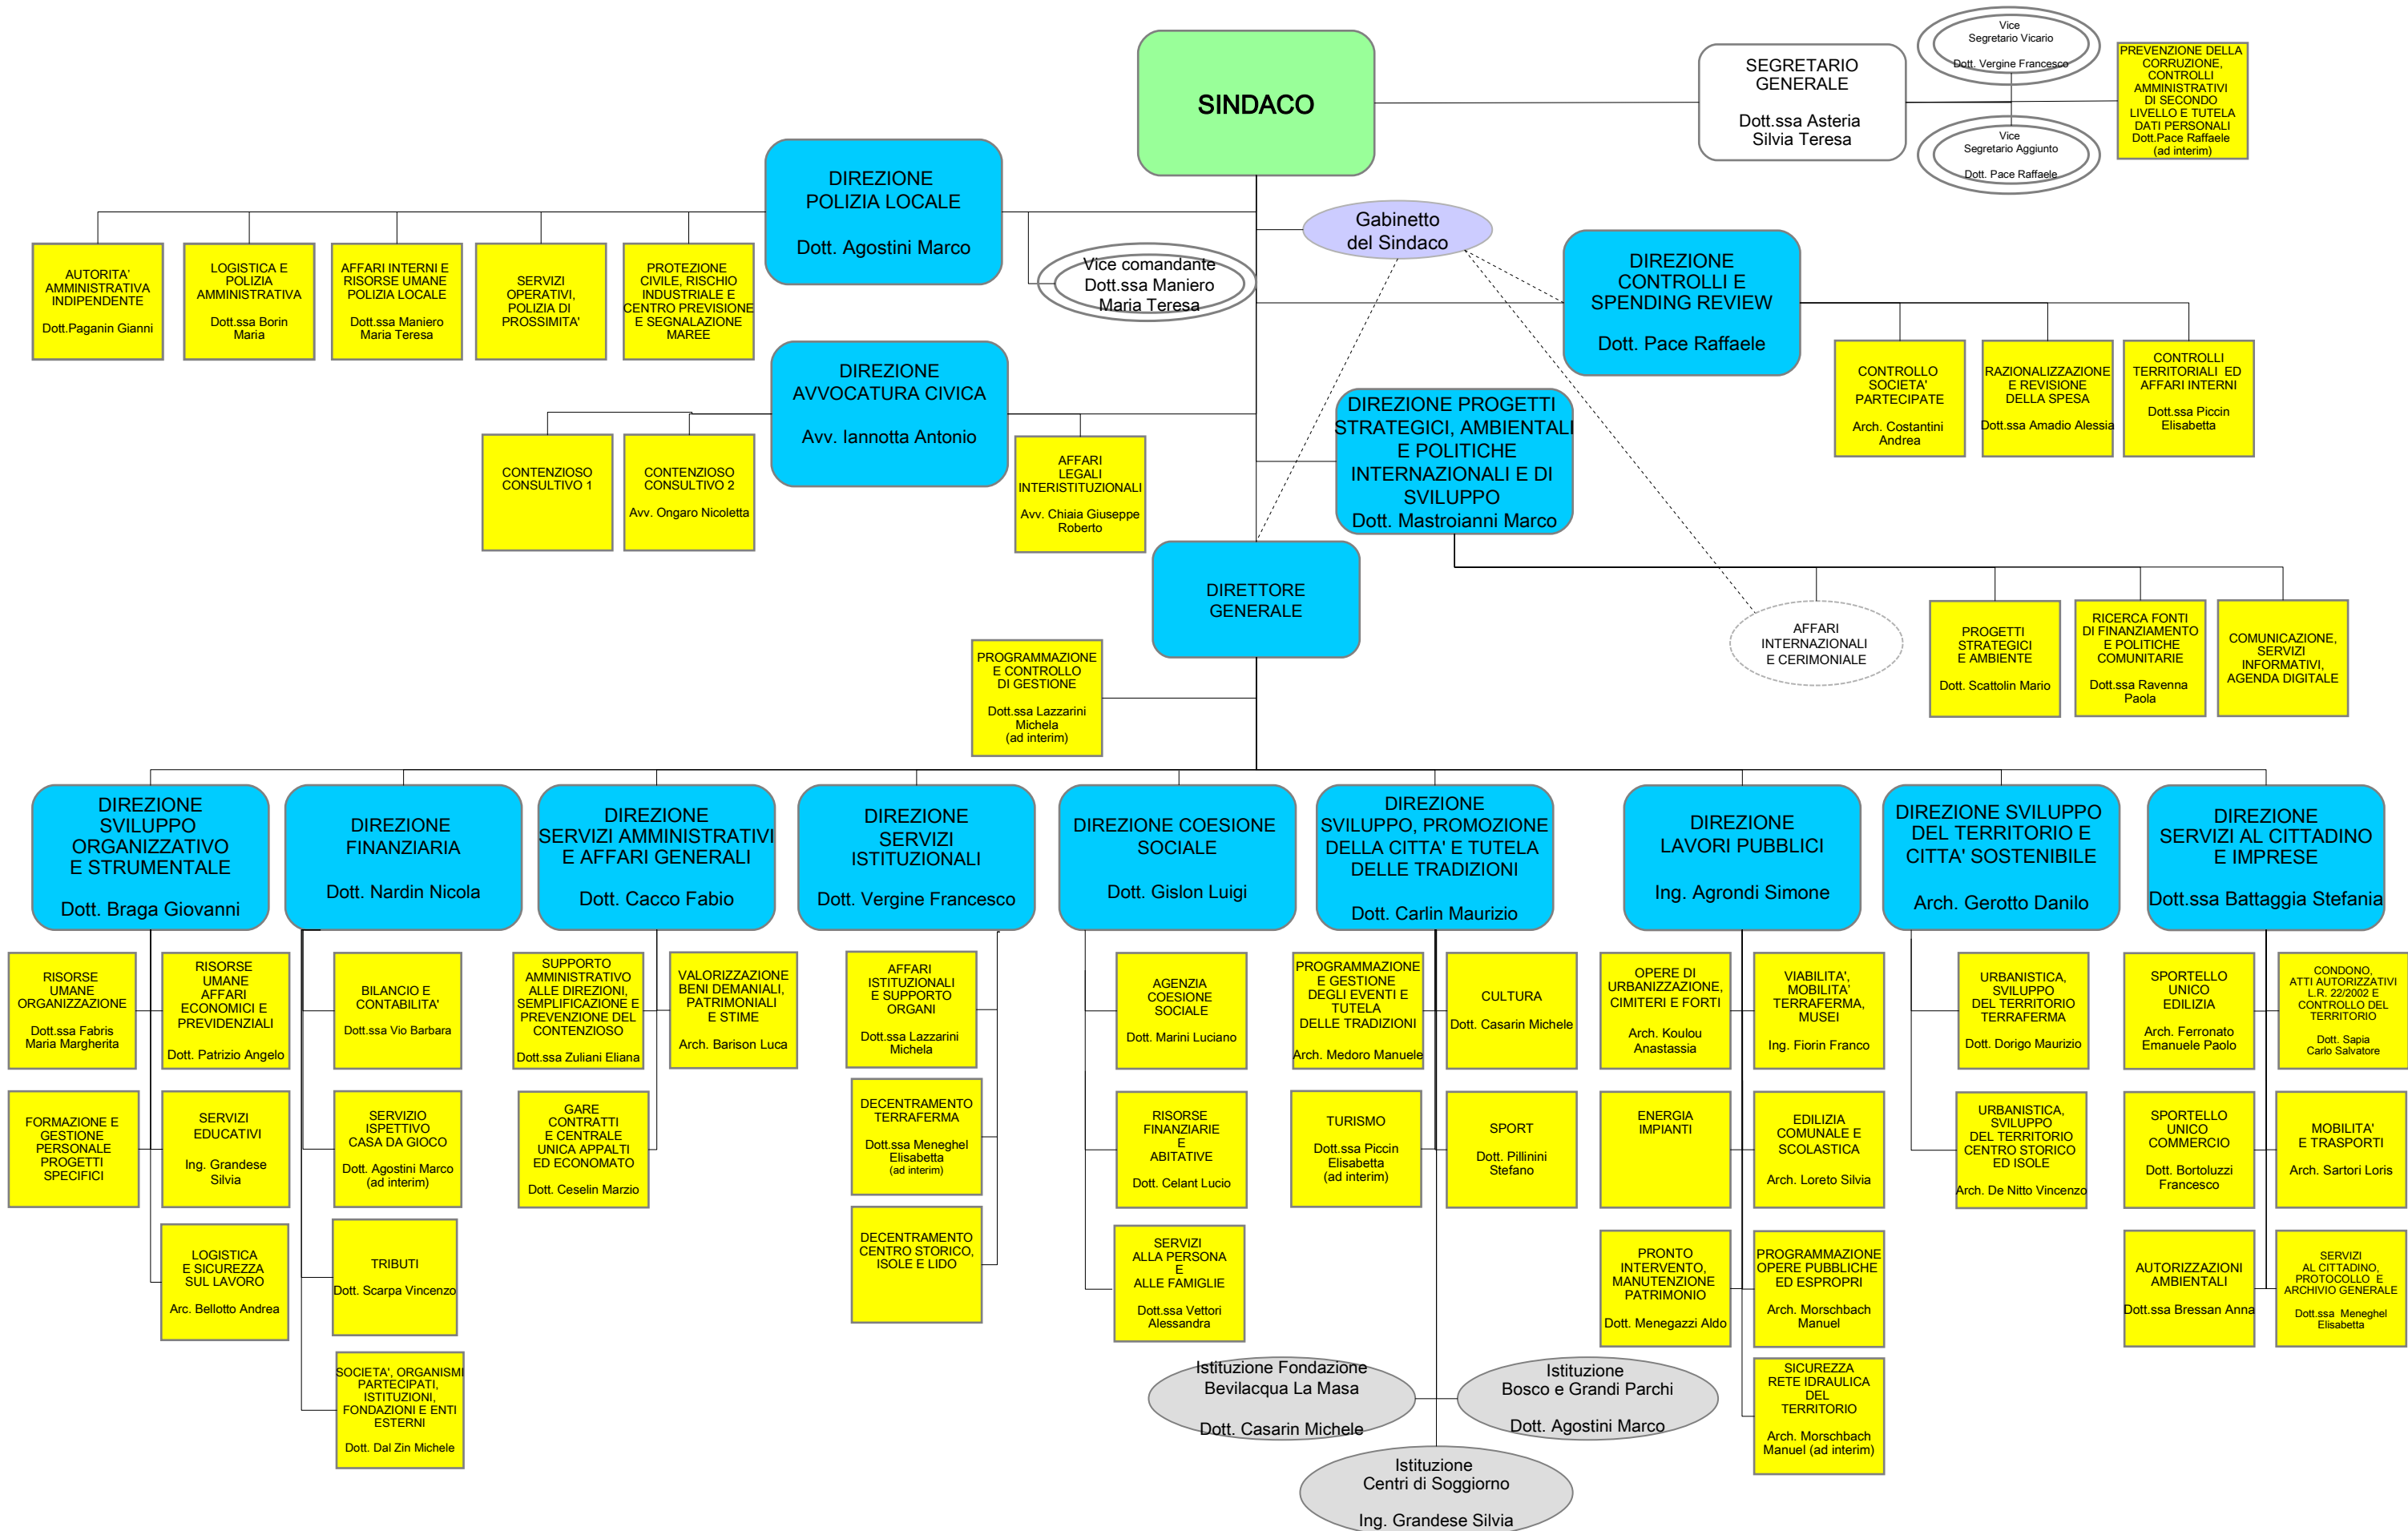 SINDACO
SEGRETARIO
GENERALE
Dott.ssa Asteria
Silvia Teresa
Vice
Segretario Vicario
Dott. Vergine Francesco
Vice
Segretario Aggiunto
Dott. Pace Raffaele
PREVENZIONE DELLA
CORRUZIONE,
CONTROLLI
AMMINISTRATIVI
DI SECONDO
LIVELLO E TUTELA
DATI PERSONALI
Dott.Pace Raffaele
(ad interim)
DIREZIONE
POLIZIA LOCALE
Dott. Agostini Marco
Gabinetto
del Sindaco
Vice comandante
Dott.ssa Maniero
Maria Teresa
AUTORITA'
AMMINISTRATIVA
INDIPENDENTE
Dott.Paganin Gianni
LOGISTICA E
POLIZIA
AMMINISTRATIVA
Dott.ssa Borin
Maria
AFFARI INTERNI E
RISORSE UMANE
POLIZIA LOCALE
Dott.ssa Maniero
Maria Teresa
SERVIZI
OPERATIVI,
POLIZIA DI
PROSSIMITA'
PROTEZIONE
CIVILE, RISCHIO
INDUSTRIALE E
CENTRO PREVISIONE
E SEGNALAZIONE
MAREE
DIREZIONE
CONTROLLI E
SPENDING REVIEW
Dott. Pace Raffaele
CONTROLLO
SOCIETA'
PARTECIPATE
Arch. Costantini
Andrea
RAZIONALIZZAZIONE
E REVISIONE
DELLA SPESA
Dott.ssa Amadio Alessia
CONTROLLI
TERRITORIALI ED
AFFARI INTERNI
Dott.ssa Piccin
Elisabetta
DIREZIONE
AVVOCATURA CIVICA
Avv. Iannotta Antonio
CONTENZIOSO
CONSULTIVO 1
CONTENZIOSO
CONSULTIVO 2
Avv. Ongaro Nicoletta
AFFARI
LEGALI
INTERISTITUZIONALI
Avv. Chiaia Giuseppe
Roberto
DIREZIONE PROGETTI
STRATEGICI, AMBIENTALI
E POLITICHE
INTERNAZIONALI E DI
SVILUPPO
Dott. Mastroianni Marco
DIRETTORE
GENERALE
AFFARI
INTERNAZIONALI
E CERIMONIALE
PROGETTI
STRATEGICI
E AMBIENTE
Dott. Scattolin Mario
RICERCA FONTI
DI FINANZIAMENTO
E POLITICHE
COMUNITARIE
Dott.ssa Ravenna
Paola
COMUNICAZIONE,
SERVIZI
INFORMATIVI,
AGENDA DIGITALE
PROGRAMMAZIONE
E CONTROLLO
DI GESTIONE
Dott.ssa Lazzarini
Michela
(ad interim)
DIREZIONE
SVILUPPO
ORGANIZZATIVO
E STRUMENTALE
Dott. Braga Giovanni
DIREZIONE
FINANZIARIA
Dott. Nardin Nicola
DIREZIONE
SERVIZI AMMINISTRATIVI
E AFFARI GENERALI
Dott. Cacco Fabio
DIREZIONE
SERVIZI
ISTITUZIONALI
Dott. Vergine Francesco
DIREZIONE COESIONE
SOCIALE
Dott. Gislon Luigi
DIREZIONE
SVILUPPO, PROMOZIONE
DELLA CITTA' E TUTELA
DELLE TRADIZIONI
Dott. Carlin Maurizio
DIREZIONE
LAVORI PUBBLICI
Ing. Agrondi Simone
DIREZIONE SVILUPPO
DEL TERRITORIO E
CITTA' SOSTENIBILE
Arch. Gerotto Danilo
DIREZIONE
SERVIZI AL CITTADINO
E IMPRESE
Dott.ssa Battaggia Stefania
RISORSE
UMANE
ORGANIZZAZIONE
Dott.ssa Fabris
Maria Margherita
RISORSE
UMANE
AFFARI
ECONOMICI E
PREVIDENZIALI
Dott. Patrizio Angelo
FORMAZIONE E
GESTIONE
PERSONALE
PROGETTI
SPECIFICI
SERVIZI
EDUCATIVI
Ing. Grandese
Silvia
LOGISTICA
E SICUREZZA
SUL LAVORO
Arc. Bellotto Andrea
BILANCIO E
CONTABILITA'
Dott.ssa Vio Barbara
SERVIZIO
ISPETTIVO
CASA DA GIOCO
Dott. Agostini Marco
(ad interim)
TRIBUTI
Dott. Scarpa Vincenzo
SOCIETA', ORGANISMI
PARTECIPATI,
ISTITUZIONI,
FONDAZIONI E ENTI
ESTERNI
Dott. Dal Zin Michele
SUPPORTO
AMMINISTRATIVO
ALLE DIREZIONI,
SEMPLIFICAZIONE E
PREVENZIONE DEL
CONTENZIOSO
Dott.ssa Zuliani Eliana
VALORIZZAZIONE
BENI DEMANIALI,
PATRIMONIALI
E STIME
Arch. Barison Luca
GARE
CONTRATTI
E CENTRALE
UNICA APPALTI
ED ECONOMATO
Dott. Ceselin Marzio
AFFARI
ISTITUZIONALI
E SUPPORTO
ORGANI
Dott.ssa Lazzarini
Michela
DECENTRAMENTO
TERRAFERMA
Dott.ssa Meneghel
Elisabetta
(ad interim)
DECENTRAMENTO
CENTRO STORICO,
ISOLE E LIDO
AGENZIA
COESIONE
SOCIALE
Dott. Marini Luciano
RISORSE
FINANZIARIE
E
ABITATIVE
Dott. Celant Lucio
SERVIZI
ALLA PERSONA
E
ALLE FAMIGLIE
Dott.ssa Vettori
Alessandra
PROGRAMMAZIONE
E GESTIONE
DEGLI EVENTI E
TUTELA
DELLE TRADIZIONI
Arch. Medoro Manuele
CULTURA
Dott. Casarin Michele
TURISMO
Dott.ssa Piccin
Elisabetta
(ad interim)
SPORT
Dott. Pillinini
Stefano
Istituzione Fondazione
Bevilacqua La Masa
Dott. Casarin Michele
Istituzione
Bosco e Grandi Parchi
Dott. Agostini Marco
Istituzione
Centri di Soggiorno
Ing. Grandese Silvia
OPERE DI
URBANIZZAZIONE,
CIMITERI E FORTI
Arch. Koulou
Anastassia
VIABILITA',
MOBILITA'
TERRAFERMA,
MUSEI
Ing. Fiorin Franco
ENERGIA
IMPIANTI
EDILIZIA
COMUNALE E
SCOLASTICA
Arch. Loreto Silvia
PRONTO
INTERVENTO,
MANUTENZIONE
PATRIMONIO
Dott. Menegazzi Aldo
PROGRAMMAZIONE
OPERE PUBBLICHE
ED ESPROPRI
Arch. Morschbach
Manuel
SICUREZZA
RETE IDRAULICA
DEL
TERRITORIO
Arch. Morschbach
Manuel (ad interim)
URBANISTICA,
SVILUPPO
DEL TERRITORIO
TERRAFERMA
Dott. Dorigo Maurizio
URBANISTICA,
SVILUPPO
DEL TERRITORIO
CENTRO STORICO
ED ISOLE
Arch. De Nitto Vincenzo
SPORTELLO
UNICO
EDILIZIA
Arch. Ferronato
Emanuele Paolo
CONDONO,
ATTI AUTORIZZATIVI
L.R. 22/2002 E
CONTROLLO DEL
TERRITORIO
Dott. Sapia
Carlo Salvatore
SPORTELLO
UNICO
COMMERCIO
Dott. Bortoluzzi
Francesco
MOBILITA'
E TRASPORTI
Arch. Sartori Loris
AUTORIZZAZIONI
AMBIENTALI
Dott.ssa Bressan Anna
SERVIZI
AL CITTADINO,
PROTOCOLLO E
ARCHIVIO GENERALE
Dott.ssa Meneghel
Elisabetta